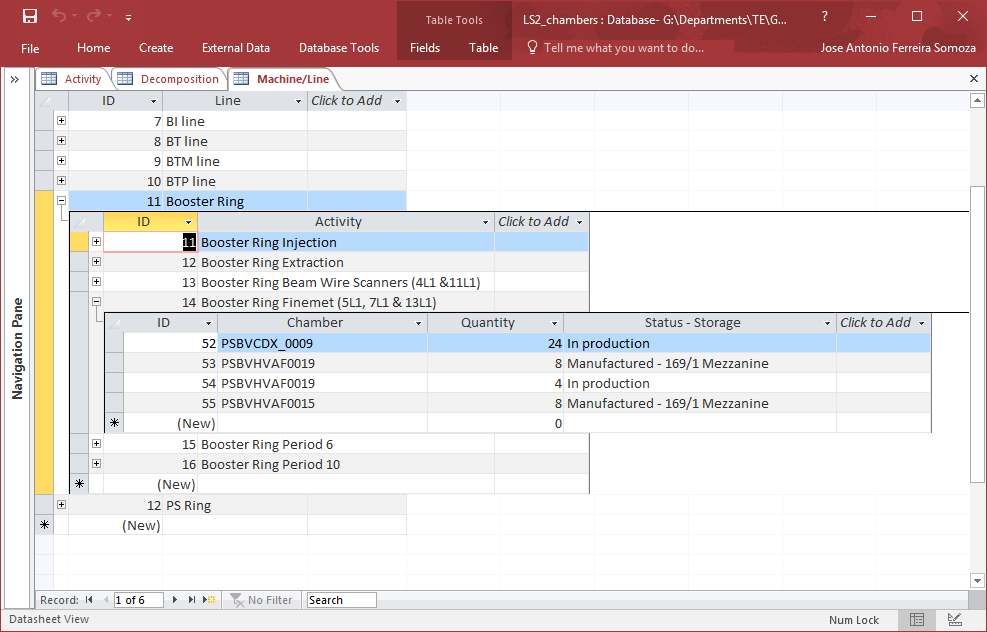 Table Tools
LS2_chambers : Database- G:\Departments\TE\G...
?
File Home Create External Data Database Tools Fields Table Tell me what you want to do... Jose Antonio Ferreira Somoza
Activity Decomposition Machine/Line
ID Line Click to Add
7 BI line
8 BT line
9 BTM line
10 BTP line
11 Booster Ring
ID Activity Click to Add
11 Booster Ring Injection
12 Booster Ring Extraction
13 Booster Ring Beam Wire Scanners (4L1 &11L1)
14 Booster Ring Finemet (5L1, 7L1 & 13L1)
ID Chamber Quantity Status - Storage Click to Add
52 PSBVCDX_0009 24 In production
53 PSBVHVAF0019 8 Manufactured - 169/1 Mezzanine
54 PSBVHVAF0019 4 In production
55 PSBVHVAF0015 8 Manufactured - 169/1 Mezzanine
(New) 0
15 Booster Ring Period 6
16 Booster Ring Period 10
(New)
12 PS Ring
(New)
Navigation Pane
Record: 1 of 6 No Filter Search
Datasheet View Num Lock